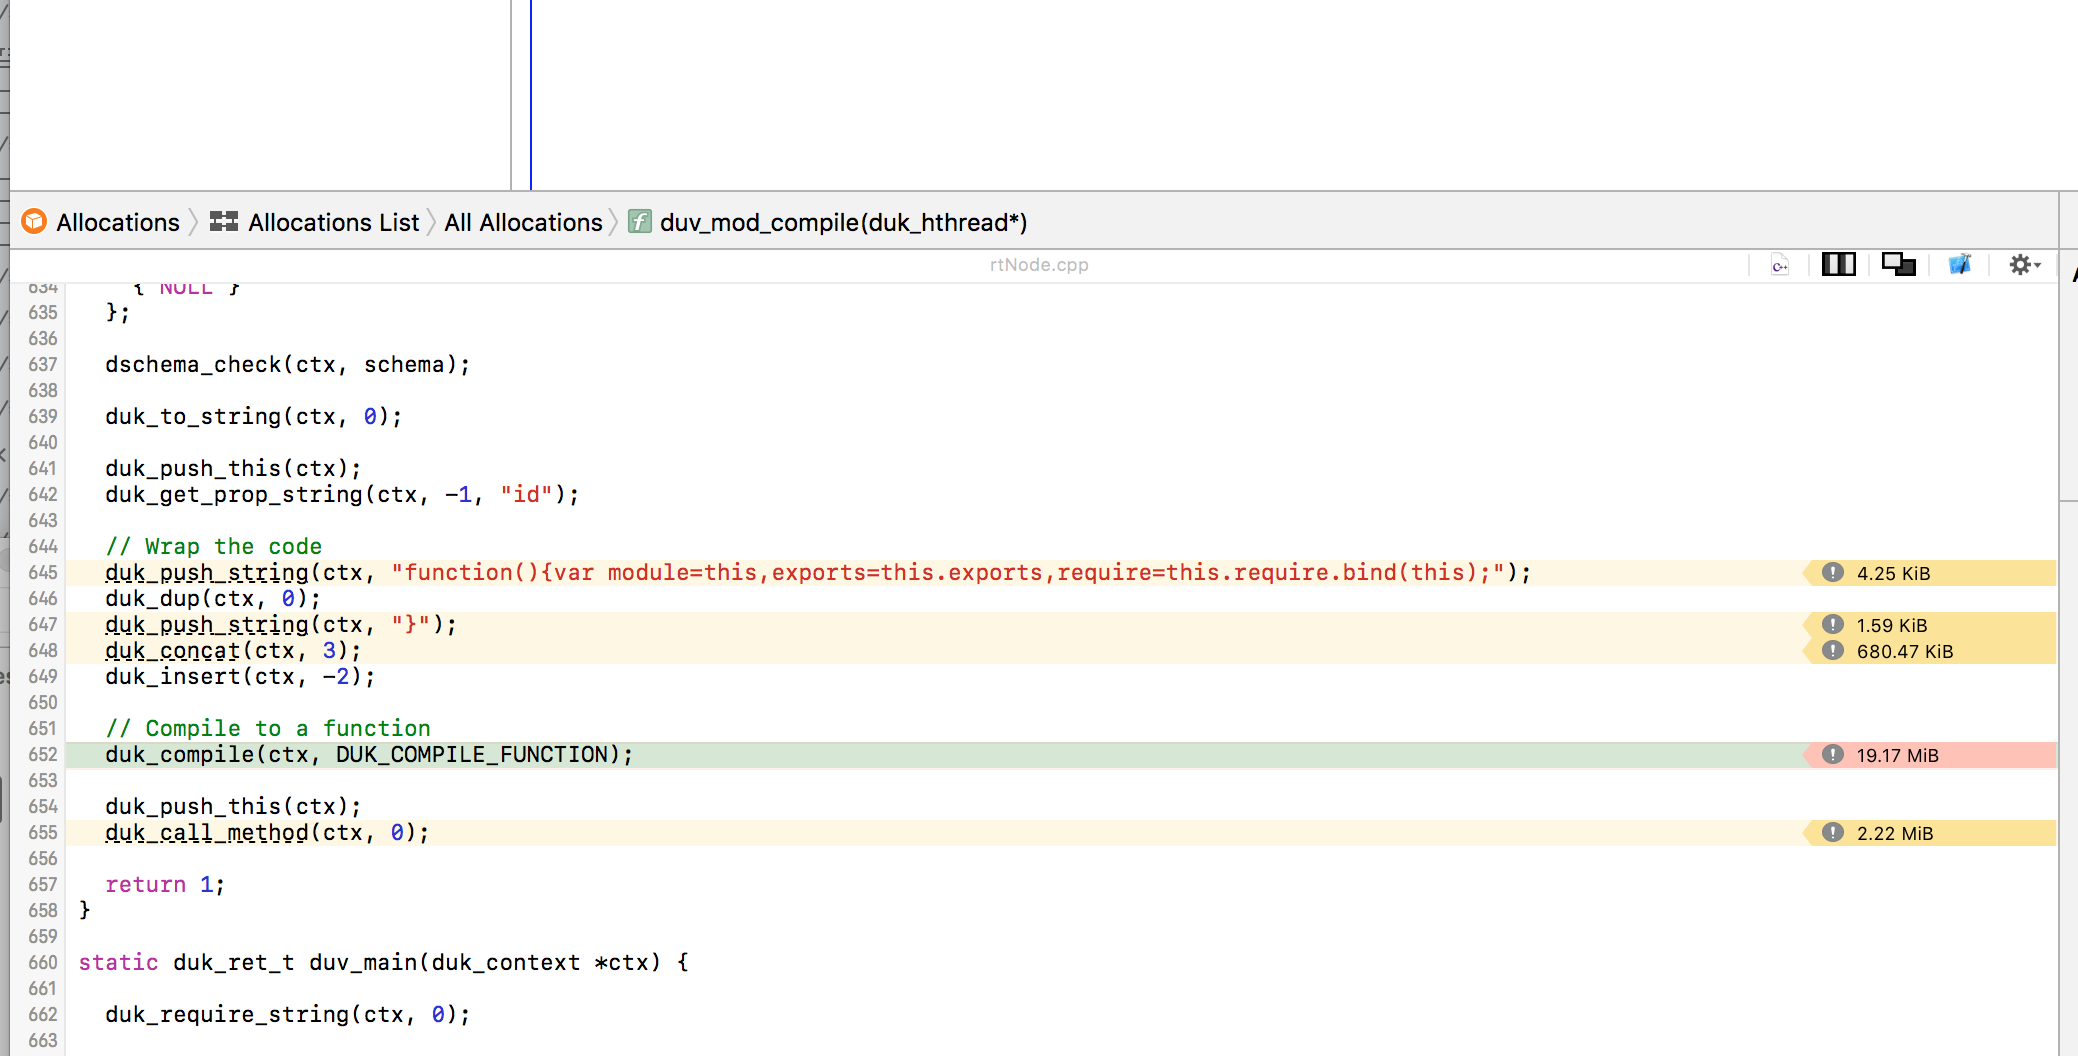 Allocations Allocations List All Allocations f duv_mod_compile(duk_hthread*)
rtNode.cpp C++
634 { NULL }
635 };
636
637 dschema_check(ctx, schema);
638
639 duk_to_string(ctx, 0);
640
641 duk_push_this(ctx);
642 duk_get_prop_string(ctx, -1, "id");
643
644 // Wrap the code
645 duk_push_string(ctx, "function(){var module=this,exports=this.exports,require=this.require.bind(this);"); ! 4.25 KiB
646 duk_dup(ctx, 0);
647 duk_push_string(ctx, "}"); ! 1.59 KiB
648 duk_concat(ctx, 3); ! 680.47 KiB
649 duk_insert(ctx, -2);
650
651 // Compile to a function
652 duk_compile(ctx, DUK_COMPILE_FUNCTION); ! 19.17 MiB
653
654 duk_push_this(ctx);
655 duk_call_method(ctx, 0); ! 2.22 MiB
656
657 return 1;
658 }
659
660 static duk_ret_t duv_main(duk_context *ctx) {
661
662 duk_require_string(ctx, 0);
663